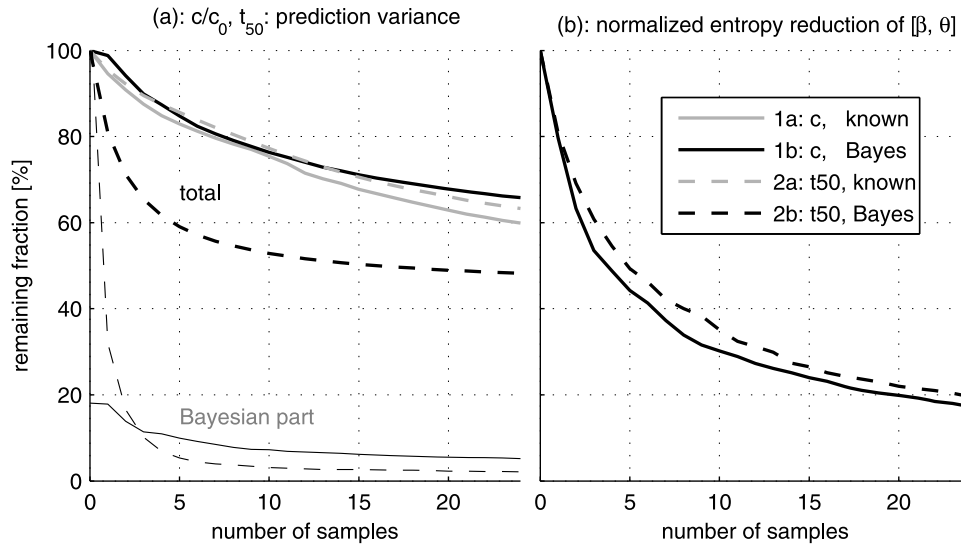 (a): c/c₀, t₅₀: prediction variance
(b): normalized entropy reduction of [β, θ]
remaining fraction [%]
100
80
60
40
20
0
total
Bayesian part
1a: c, known
1b: c, Bayes
2a: t50, known
2b: t50, Bayes
0 5 10 15 20
0 5 10 15 20
number of samples
number of samples